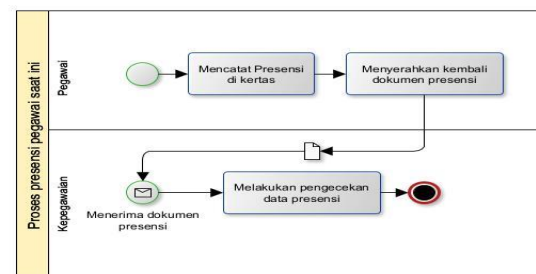 Proses presensi pegawai saat ini
Pegawai
Mencatat Presensi
di kertas
Menyerahkan kembali
dokumen presensi
Kepegawaian
Menerima dokumen
presensi
Melakukan pengecekan
data presensi